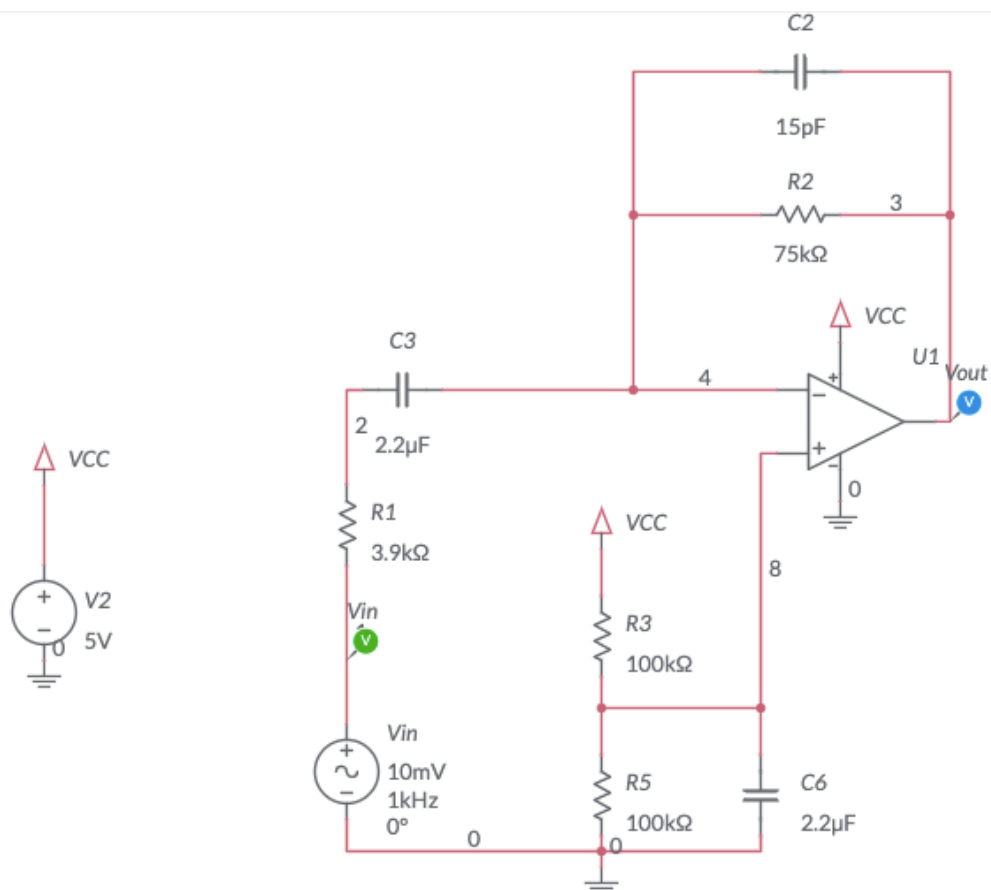 C2
15pF
R2
3
75kΩ
VCC
U1
Vout
V
C3
4
2
2.2µF
+
−
+
−
0
VCC
R1
3.9kΩ
VCC
8
+
−
V2
5V
0
Vin
V
R3
100kΩ
Vin
+
−
10mV
1kHz
0°
0
R5
100kΩ
0
C6
2.2µF